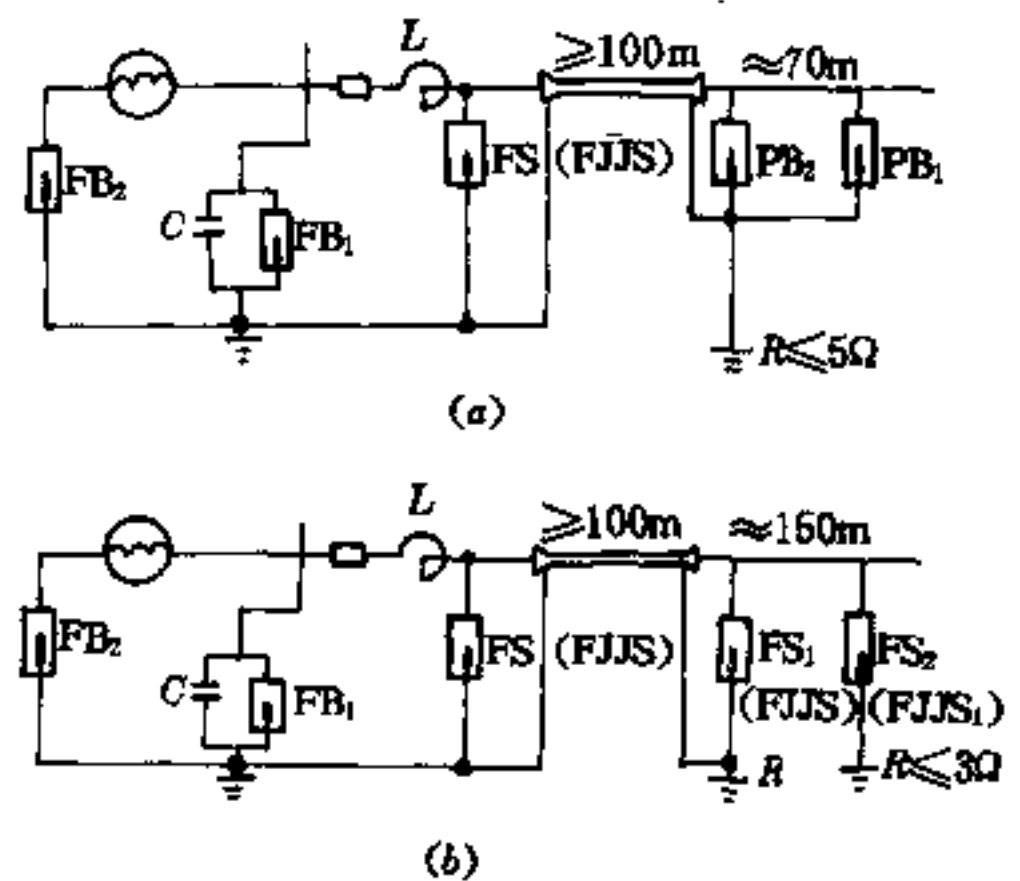 L
≥100m ≈70m
FB₂ C FB₁ FS (FJJS) PB₂ PB₁
R≤5Ω
(a)
L
≥100m ≈150m
FB₂ C FB₁ FS (FJJS) FS₁ FS₂
(FJJS) (FJJS₁)
R R≤3Ω
(b)